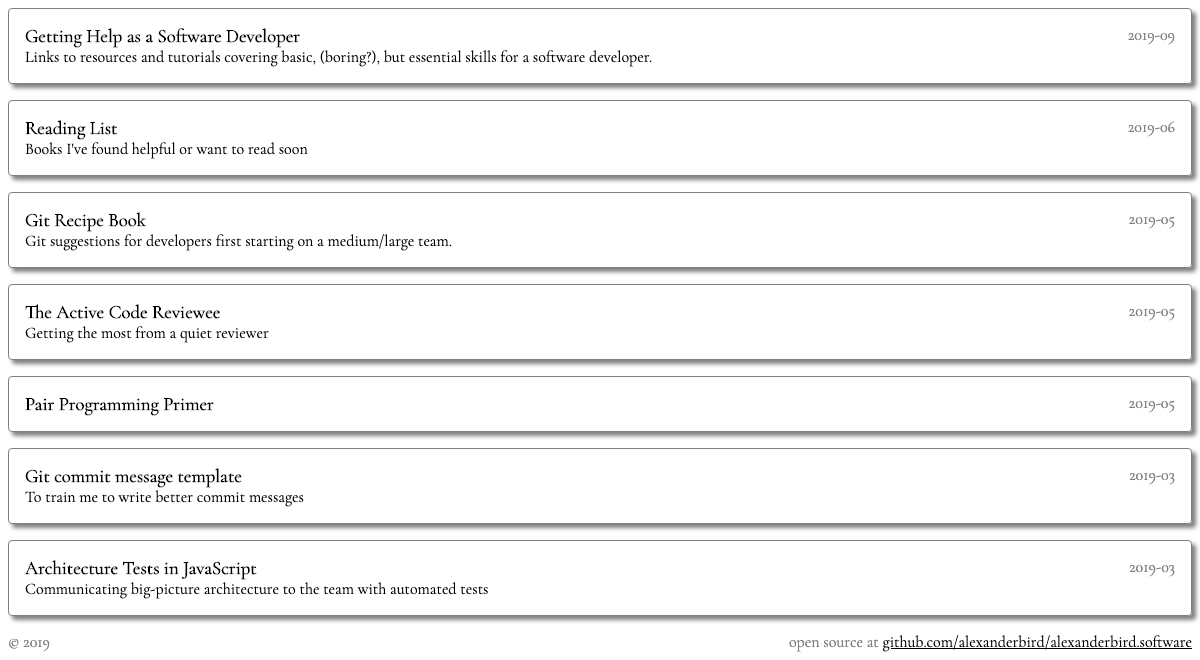 Getting Help as a Software Developer 2019-09
Links to resources and tutorials covering basic, (boring?), but essential skills for a software developer.
Reading List 2019-06
Books I've found helpful or want to read soon
Git Recipe Book 2019-05
Git suggestions for developers first starting on a medium/large team.
The Active Code Reviewee 2019-05
Getting the most from a quiet reviewer
Pair Programming Primer 2019-05
Git commit message template 2019-03
To train me to write better commit messages
Architecture Tests in JavaScript 2019-03
Communicating big-picture architecture to the team with automated tests
© 2019 open source at github.com/alexanderbird/alexanderbird.software